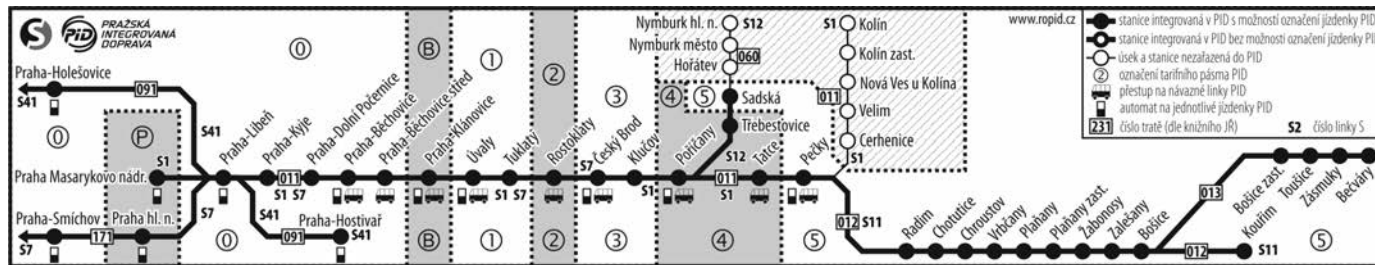 S PID PRAŽSKÁ
INTEGROVANÁ
DOPRAVA
0
B
1
2
3
4
5
Nymburk hl. n.
S12
Nymburk město
060
Hořátev
Sadská
Třebestovice
S12
S1
Kolín
Kolín zast.
Nová Ves u Kolína
011
Velim
Cerhenice
S1
www.ropid.cz
stanice integrovaná v PID s možností označení jízdenky PID
stanice integrovaná v PID bez možnosti označení jízdenky PI
úsek a stanice nezařazená do PID
2 označení tarifního pásma PID
přestup na návazné linky PID
automat na jednotlivé jízdenky PID
231 číslo tratě (dle knižního JŘ)
S2 číslo linky S
Praha-Holešovice
S41
091
0
P
S41
S1
Praha Masarykovo nádr.
Praha-Libeň
Praha-Kyje
011
S1 S7
Praha-Dolní Počernice
Praha-Běchovice
Praha-Běchovice střed
Praha-Klánovice
Úvaly
Tuklaty
S1 S7
Rostoklaty
S7
Český Brod
Klučov
S1
Poříčany
011
S1
Tatce
Pečky
Praha-Smíchov
S7
171
Praha hl. n.
S7
0
S41
091
Praha-Hostivař
S41
B
1
2
3
4
5
012
S11
Radim
Chotutice
Chroustov
Vrbčany
Plaňany
Plaňany zast.
Žabonosy
Zalešany
Bošice
013
Bošice zast.
Toušice
Zásmuky
Bečváry
012
Kouřim
S11
5